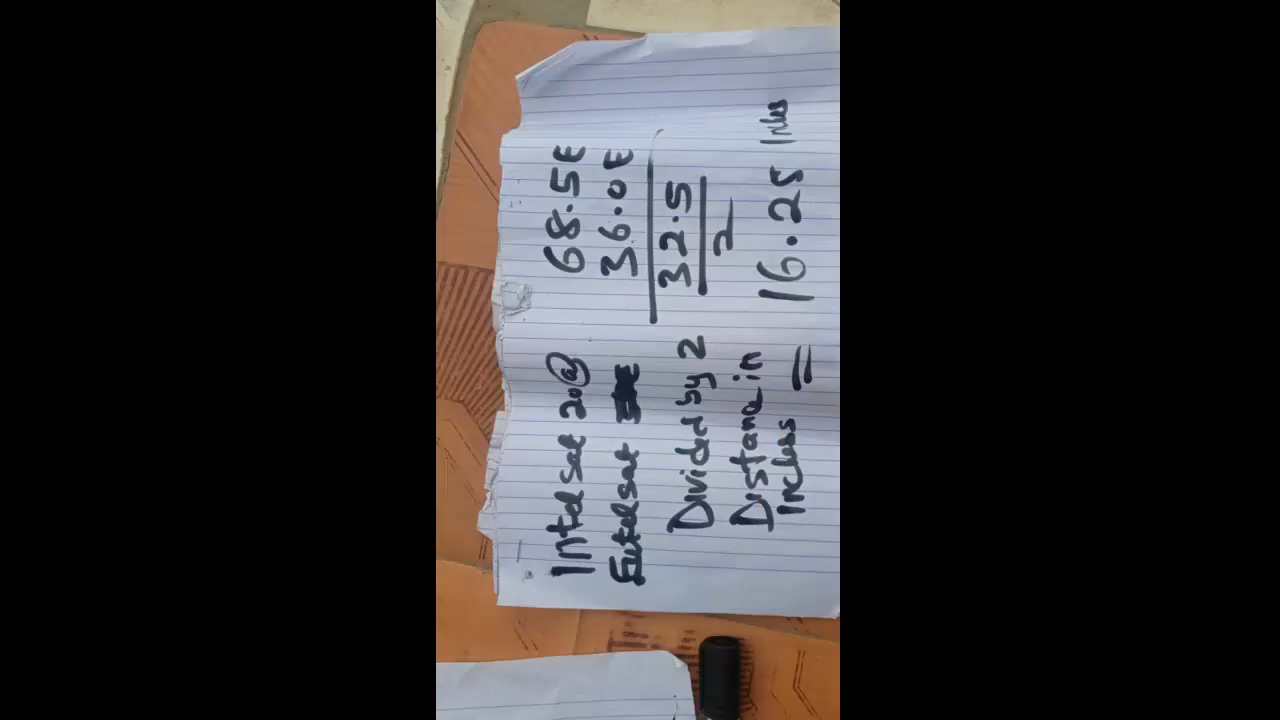 Intelsat 20@ 68.5E
Eutelsat 36.0E
Divided by 2 32.5
2
Distance in
Inches = 16.25 Inches